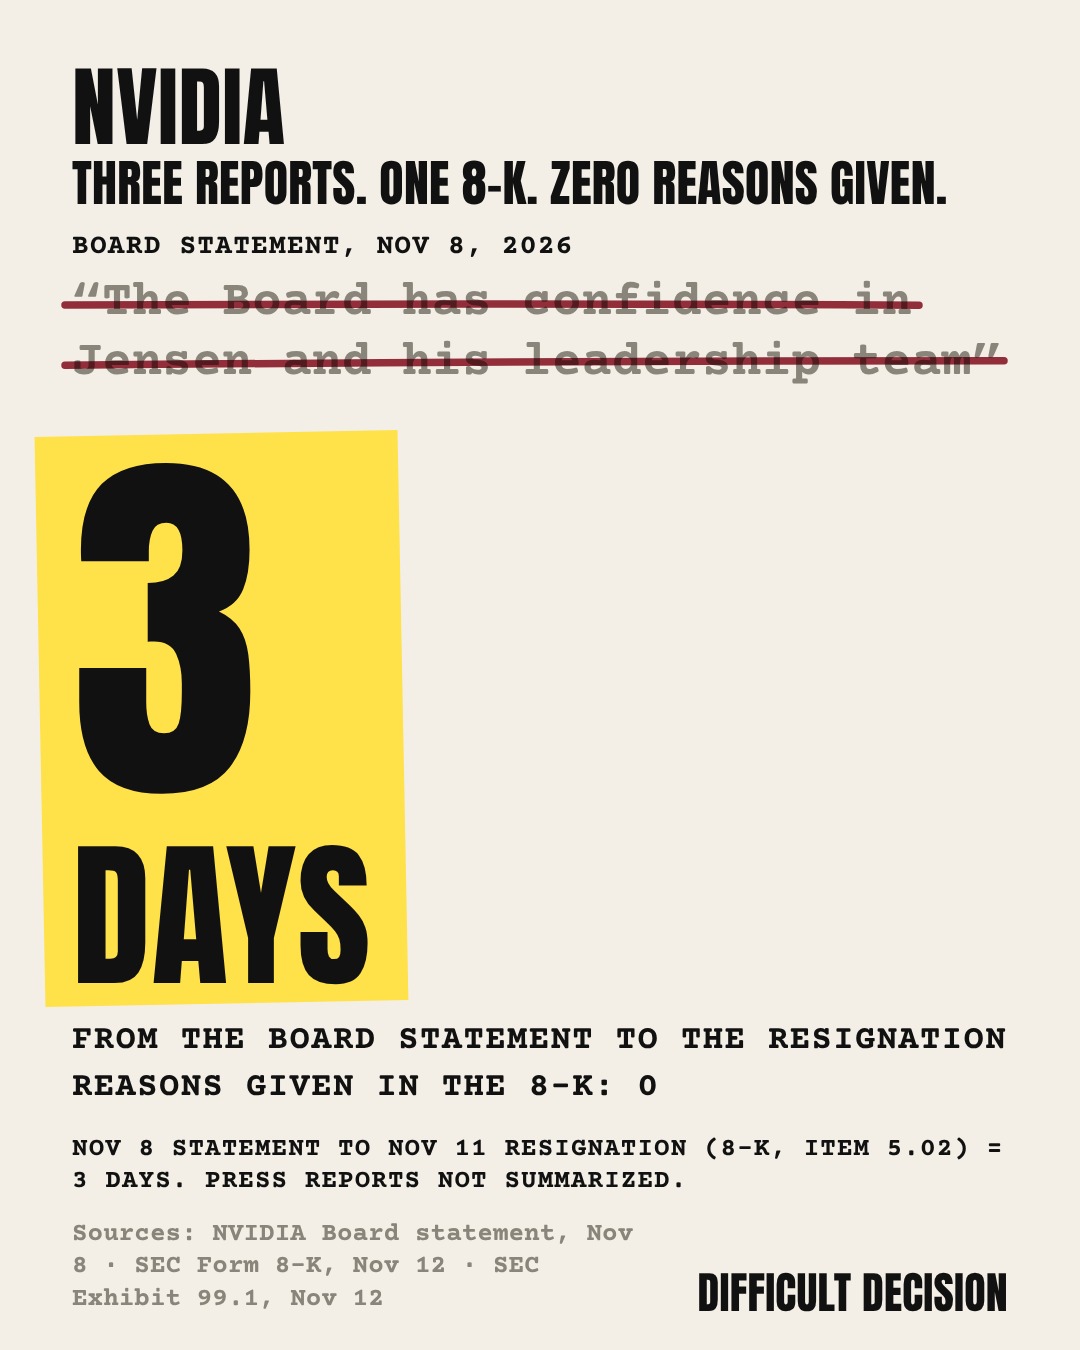 NVIDIA
THREE REPORTS. ONE 8-K. ZERO REASONS GIVEN.
BOARD STATEMENT, NOV 8, 2026
“The Board has confidence in
Jensen and his leadership team”
3
DAYS
FROM THE BOARD STATEMENT TO THE RESIGNATION
REASONS GIVEN IN THE 8-K: 0
NOV 8 STATEMENT TO NOV 11 RESIGNATION (8-K, ITEM 5.02) =
3 DAYS. PRESS REPORTS NOT SUMMARIZED.
Sources: NVIDIA Board statement, Nov
8 · SEC Form 8-K, Nov 12 · SEC
Exhibit 99.1, Nov 12
DIFFICULT DECISION